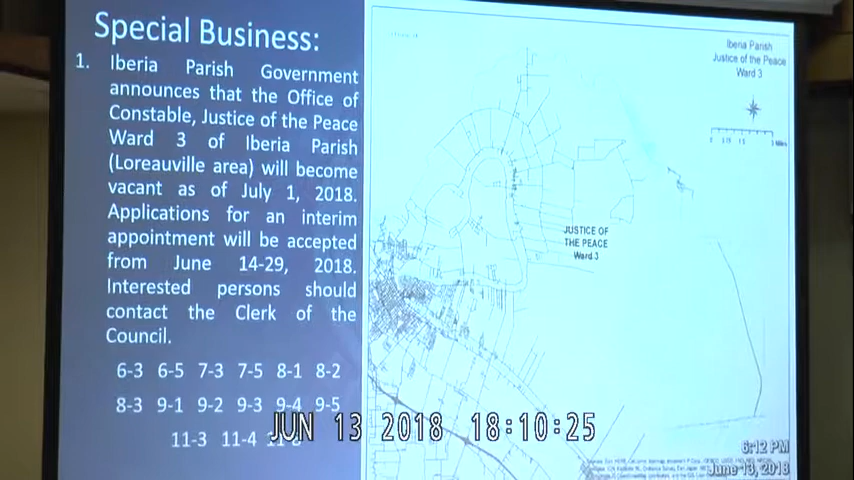 Special Business:
1. Iberia Parish Government
announces that the Office of
Constable, Justice of the Peace
Ward 3 of Iberia Parish
(Loreauville area) will become
vacant as of July 1, 2018.
Applications for an interim
appointment will be accepted
from June 14-29, 2018.
Interested persons should
contact the Clerk of the
Council.
6-3 6-5 7-3 7-5 8-1 8-2
8-3 9-1 9-2 9-3 9-4 9-5
11-3 11-4
Iberia Parish
Justice of the Peace
Ward 3
JUSTICE OF
THE PEACE
Ward 3
JUN 13 2018 18:10:25
6:12 PM
June 13, 2018